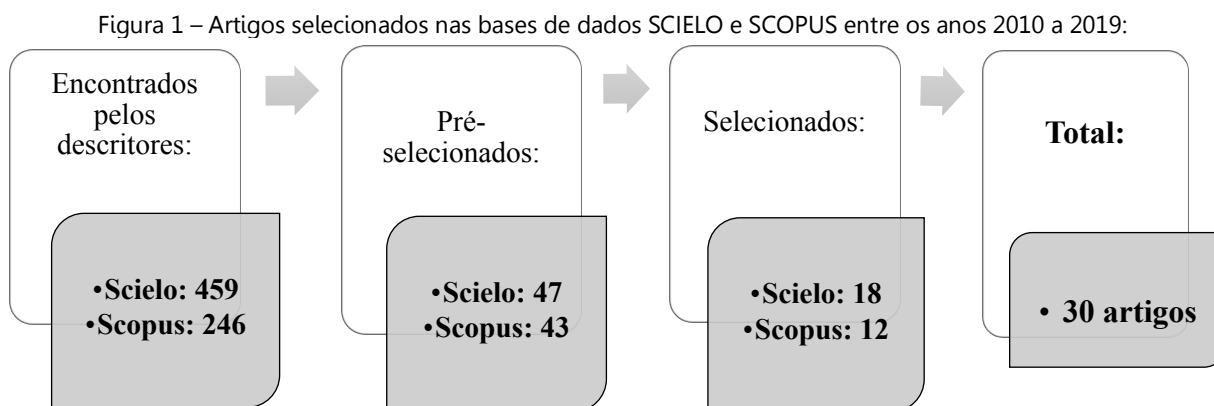 Figura 1 – Artigos selecionados nas bases de dados SCIELO e SCOPUS entre os anos 2010 a 2019:
Encontrados
pelos
descritores:
•Scielo: 459
•Scopus: 246
Pré-
selecionados:
•Scielo: 47
•Scopus: 43
Selecionados:
•Scielo: 18
•Scopus: 12
Total:
• 30 artigos